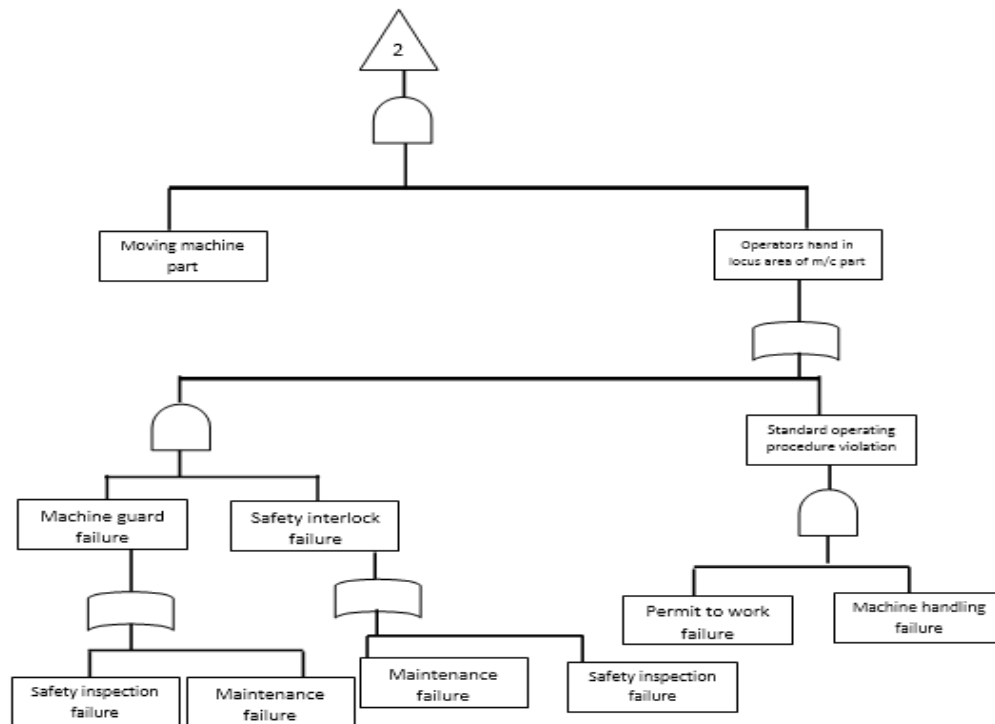 2
Moving machine
part
Operators hand in
locus area of m/c part
Standard operating
procedure violation
Machine guard
failure
Safety interlock
failure
Permit to work
failure
Machine handling
failure
Safety inspection
failure
Maintenance
failure
Maintenance
failure
Safety inspection
failure